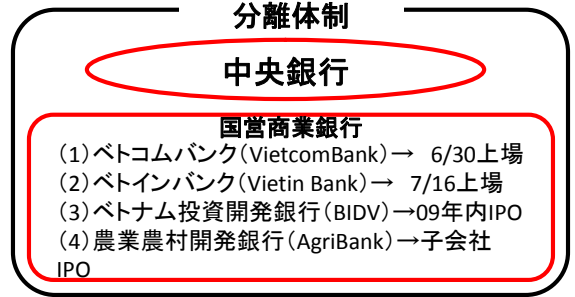 分離体制
中央銀行
国営商業銀行
(1)ベトコムバンク(VietcomBank)→ 6/30上場
(2)ベトインバンク(Vietin Bank)→ 7/16上場
(3)ベトナム投資開発銀行(BIDV)→09年内IPO
(4)農業農村開発銀行(AgriBank)→子会社
IPO